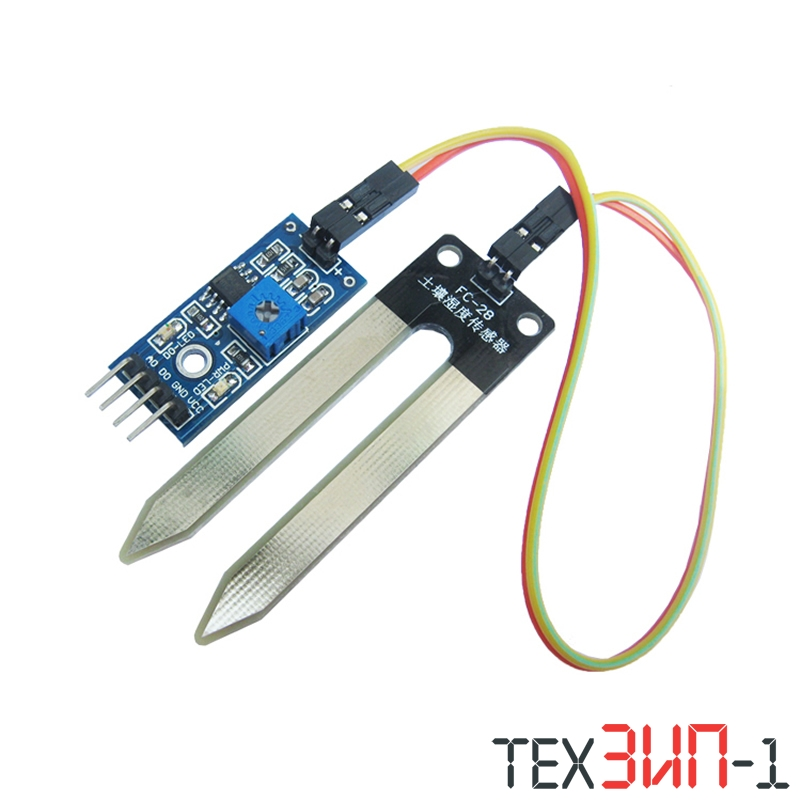 +
DO-LED
PWR-LED
AO DO GND VCC
FC-28
土壤湿度传感器
ТЕХЗИП-1